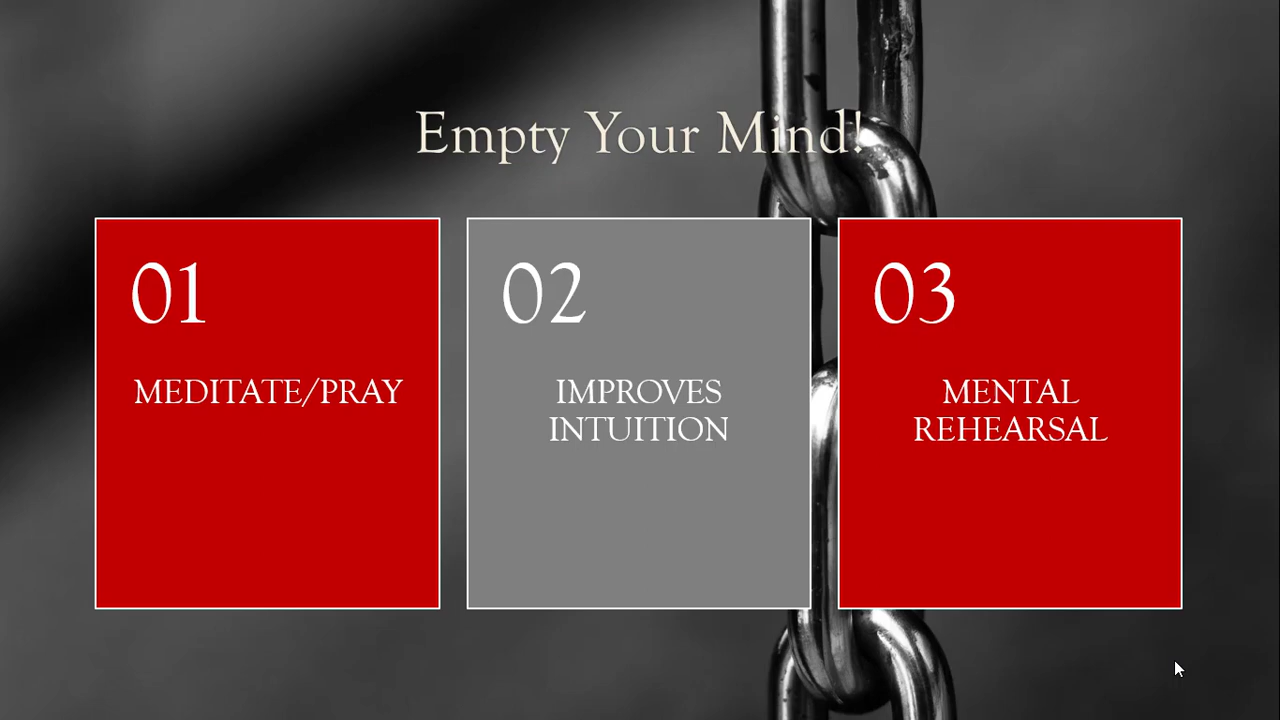 Empty Your Mind!
01
MEDITATE/PRAY
02
IMPROVES
INTUITION
03
MENTAL
REHEARSAL